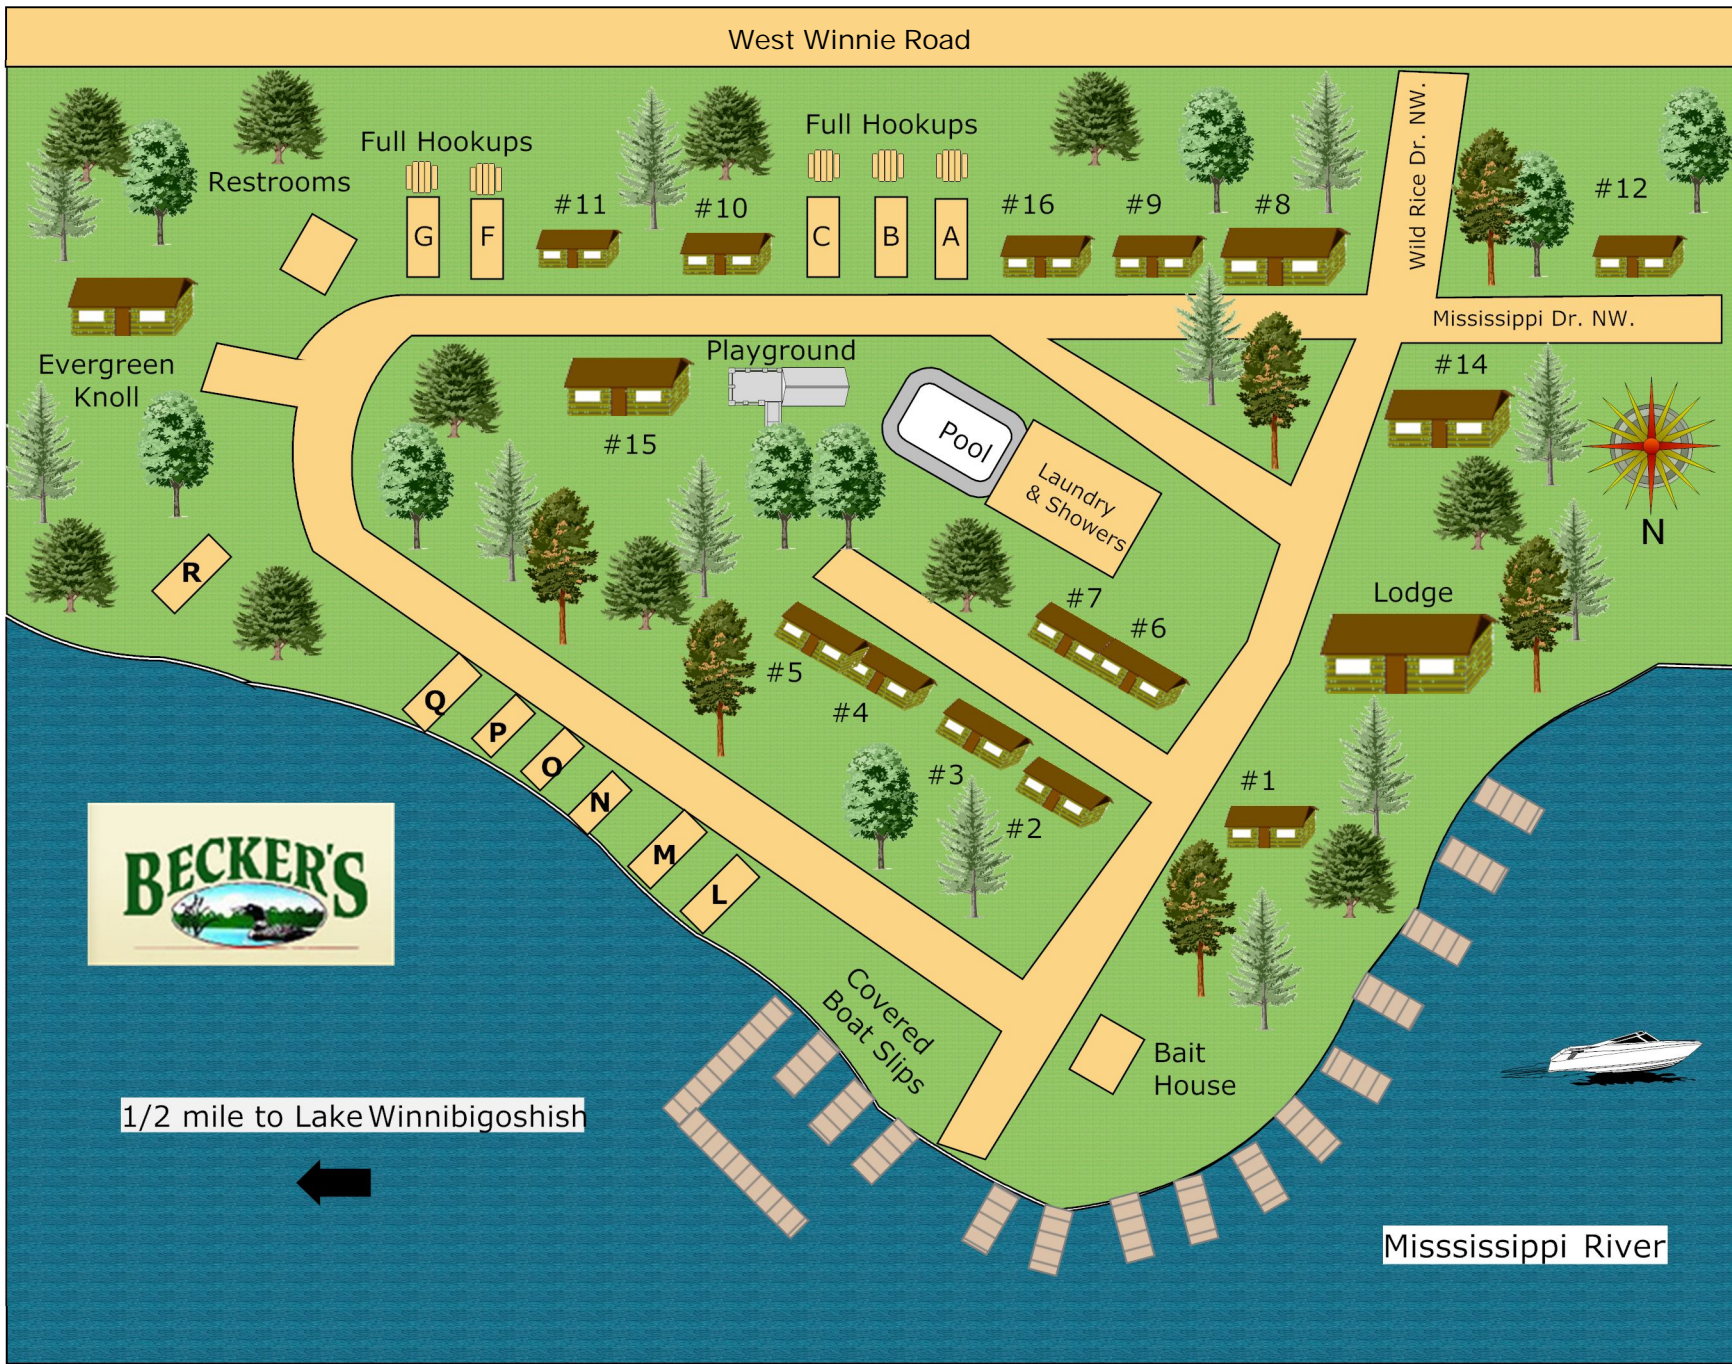 West Winnie Road
Full Hookups
Full Hookups
Restrooms
G
F
#11
#10
C
B
A
#16
#9
#8
Wild Rice Dr. NW.
#12
Mississippi Dr. NW.
Evergreen
Knoll
#15
Playground
Pool
Laundry
& Showers
#14
N
R
Lodge
#7
#6
#5
#4
#3
#2
#1
Q
P
O
N
M
L
BECKER'S
Covered
Boat Slips
Bait
House
1/2 mile to Lake Winnibigoshish
Misssissippi River